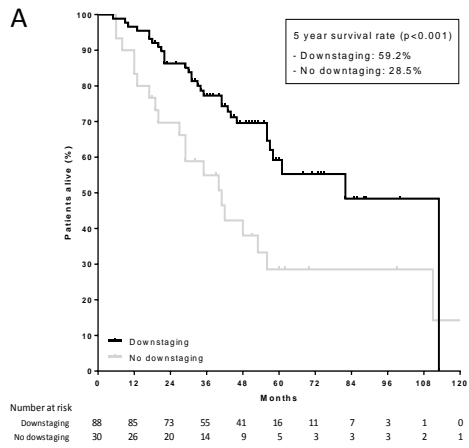 A
5 year survival rate (p<0.001)
- Downstaging: 59.2%
- No downtaging: 28.5%
100
90
80
70
60
50
40
30
20
10
0
Patients alive (%)
Downstaging
No downstaging
0 12 24 36 48 60 72 84 96 108 120
Months
Number at risk
Downstaging 88 85 73 55 41 16 11 7 3 1 0
No dowstaging 30 26 20 14 9 5 3 3 3 2 1